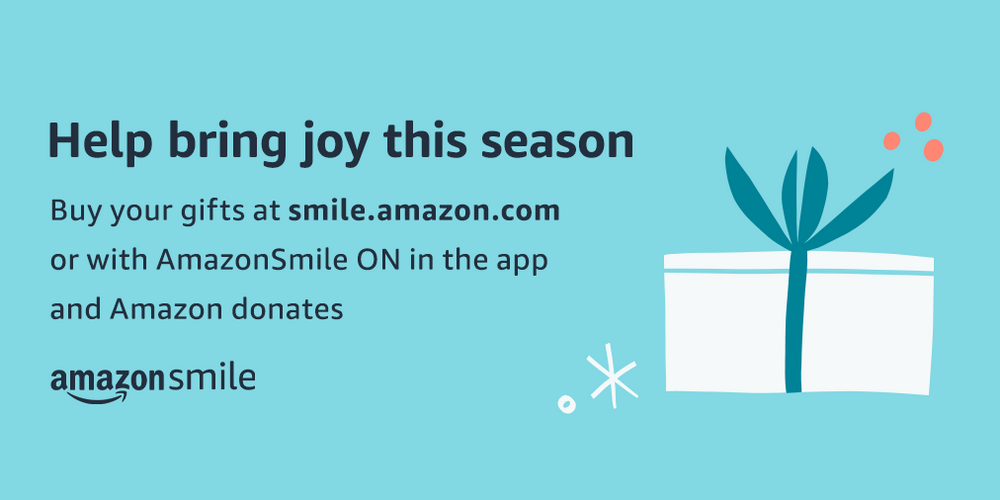 Help bring joy this season
Buy your gifts at smile.amazon.com
or with AmazonSmile ON in the app
and Amazon donates
amazonsmile